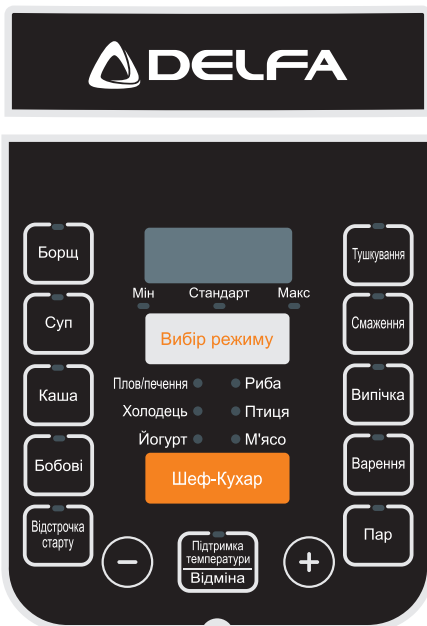 DELFA
Борщ
Суп
Каша
Бобові
Відстрочка
старту
Мін Стандарт Макс
Вибір режиму
Плов/печення Риба
Холодець Птиця
Йогурт М'ясо
Шеф-Кухар
Підтримка
температури
Відміна
Тушкування
Смаження
Випічка
Варення
Пар
− +